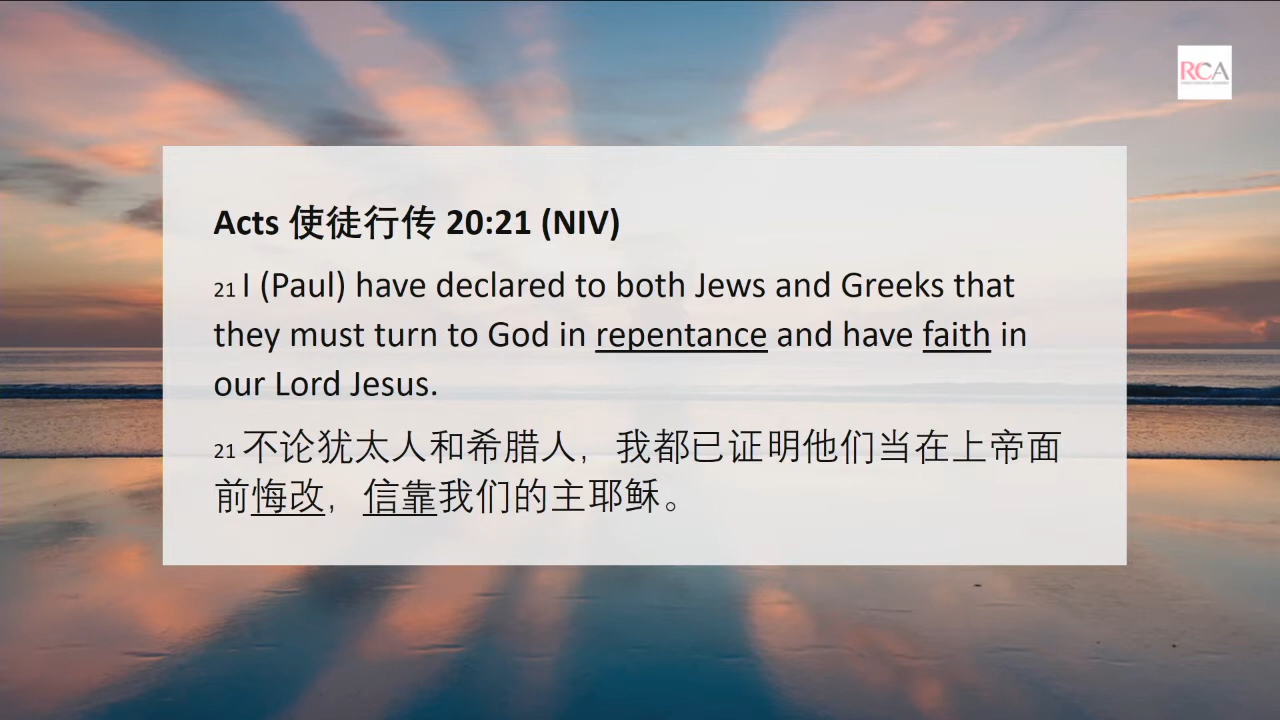 RCA
Acts 使徒行传 20:21 (NIV)
21 I (Paul) have declared to both Jews and Greeks that
they must turn to God in repentance and have faith in
our Lord Jesus.
21 不论犹太人和希腊人，我都已证明他们当在上帝面
前悔改，信靠我们的主耶稣。